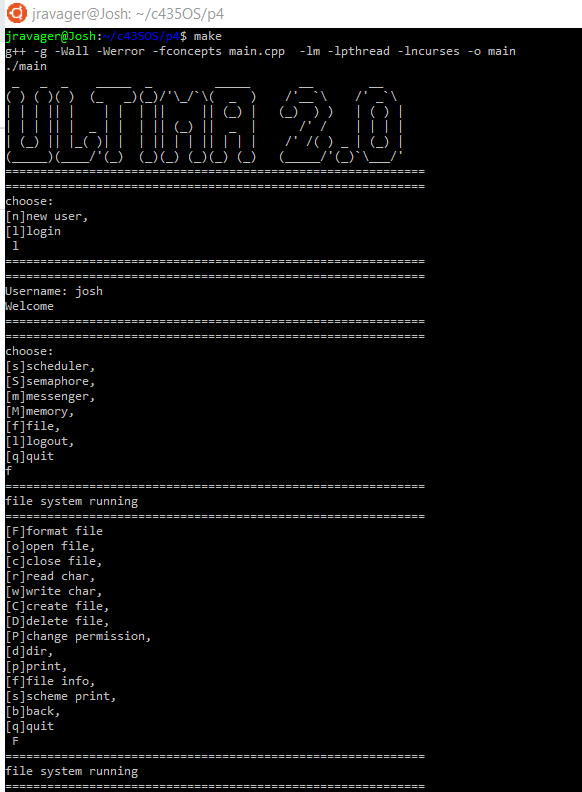 jravager@Josh: ~/c435OS/p4
jravager@Josh:~/c435OS/p4$ make
g++ -g -Wall -Werror -fconcepts main.cpp  -lm -lpthread -lncurses -o main
./main
ULTIMA 2.0
============================================================
============================================================
choose:
[n]new user,
[l]login
 l
============================================================
============================================================
Username: josh
Welcome
============================================================
============================================================
choose:
[s]scheduler,
[S]semaphore,
[m]messenger,
[M]memory,
[f]file,
[l]logout,
[q]quit
f
============================================================
file system running
============================================================
[F]format file
[o]open file,
[c]close file,
[r]read char,
[w]write char,
[C]create file,
[D]delete file,
[P]change permission,
[d]dir,
[p]print,
[f]file info,
[s]scheme print,
[b]back,
[q]quit
 F
============================================================
file system running
============================================================